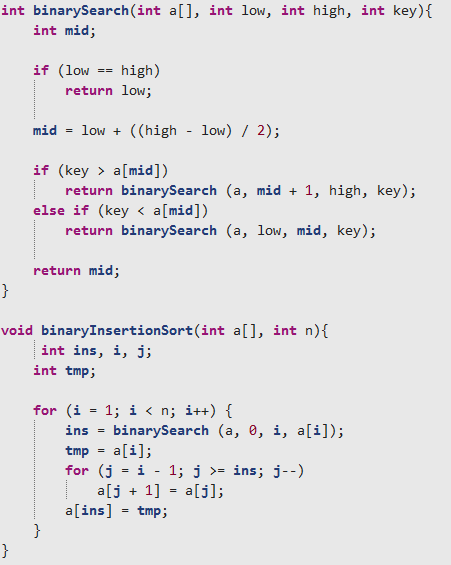 int binarySearch(int a[], int low, int high, int key){
    int mid;

    if (low == high)
        return low;

    mid = low + ((high - low) / 2);

    if (key > a[mid])
        return binarySearch (a, mid + 1, high, key);
    else if (key < a[mid])
        return binarySearch (a, low, mid, key);

    return mid;
}

void binaryInsertionSort(int a[], int n){
     int ins, i, j;
    int tmp;

    for (i = 1; i < n; i++) {
        ins = binarySearch (a, 0, i, a[i]);
        tmp = a[i];
        for (j = i - 1; j >= ins; j--)
            a[j + 1] = a[j];
        a[ins] = tmp;
    }
}